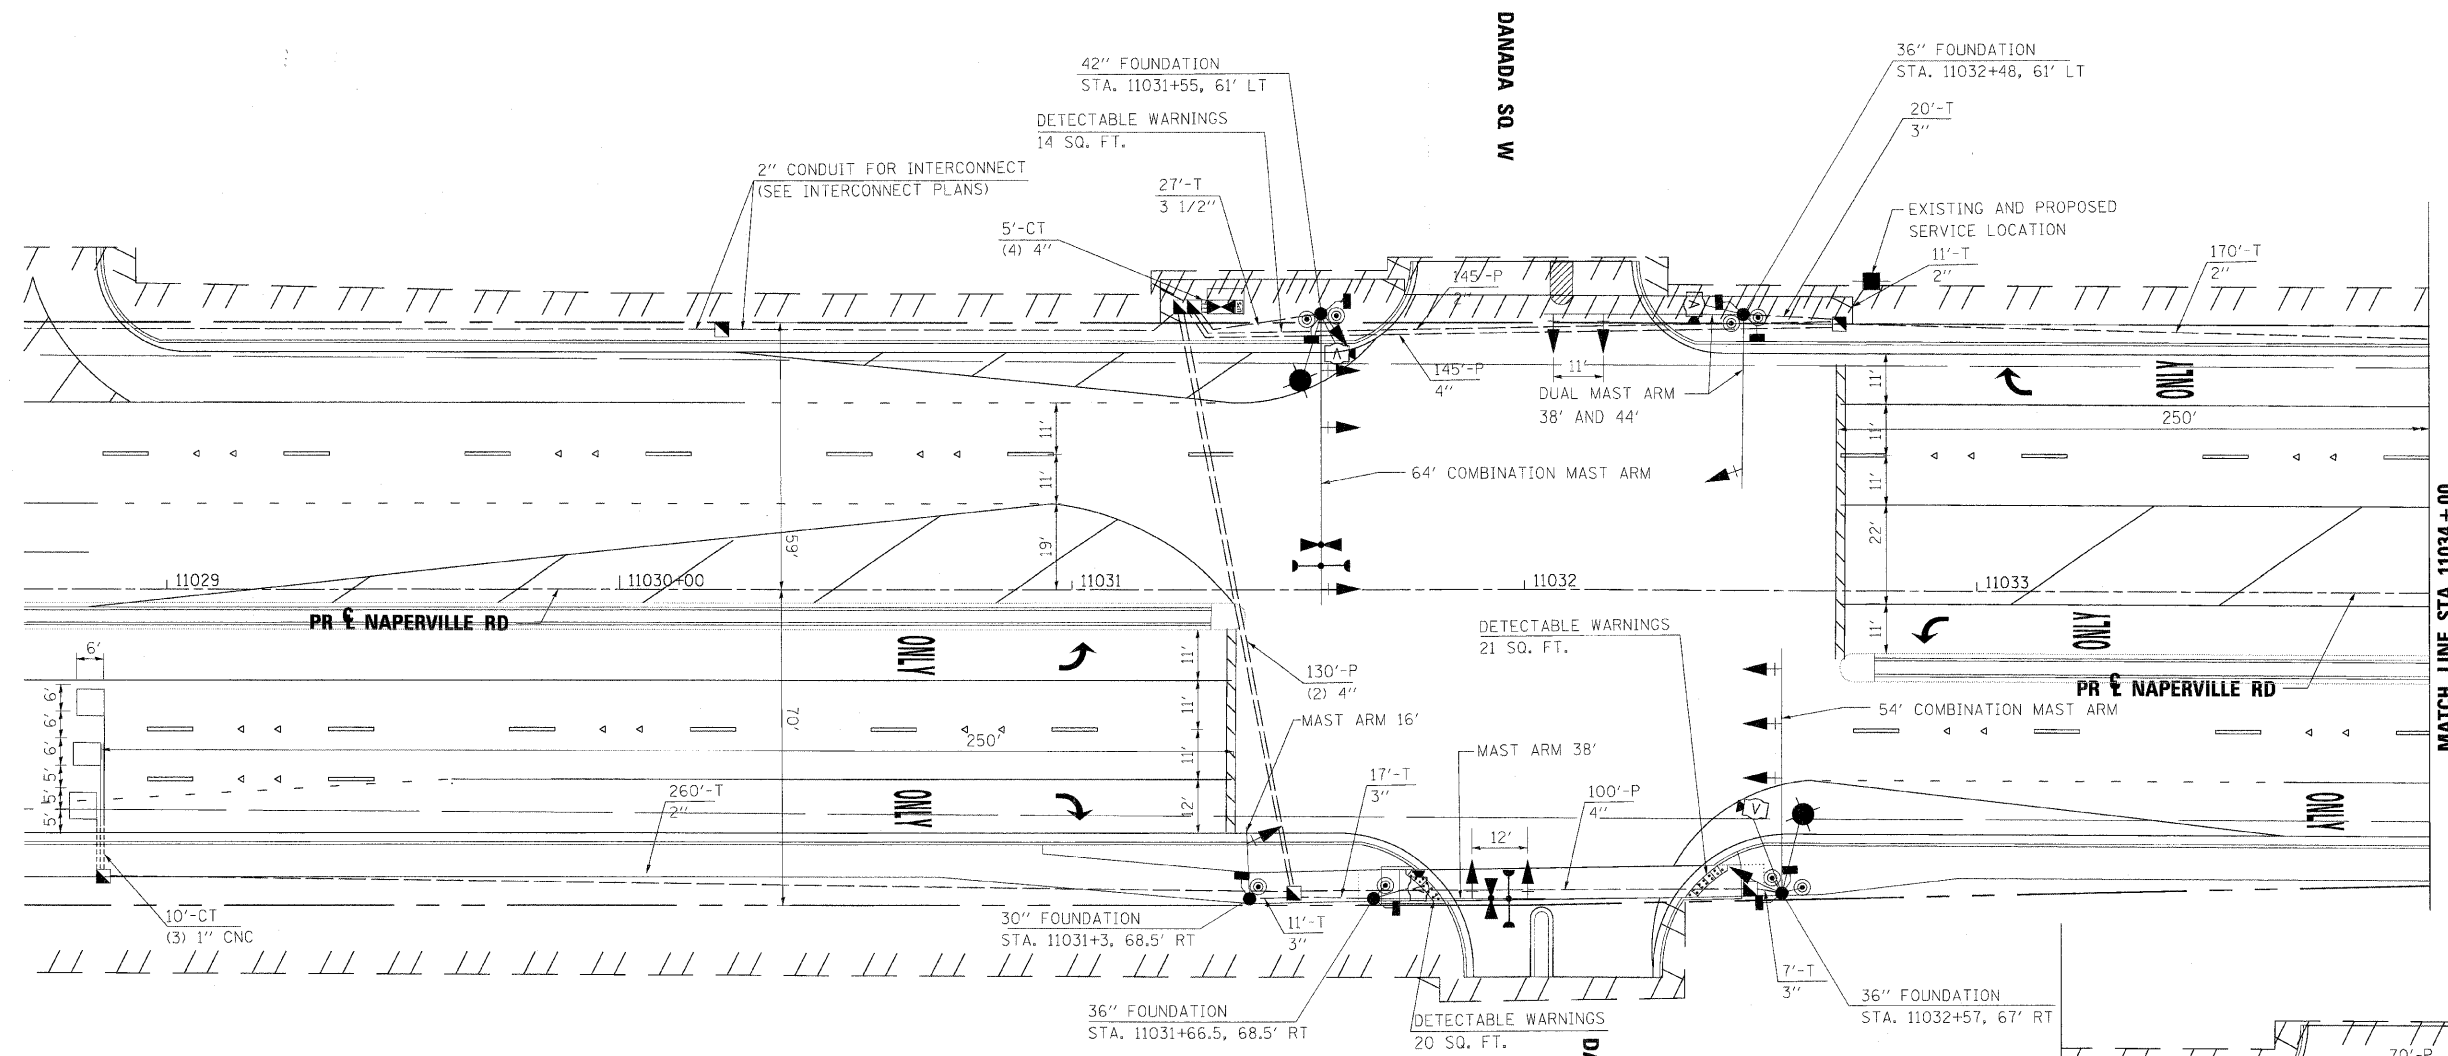 DANADA SQ W
42" FOUNDATION
STA. 11031+55, 61' LT
DETECTABLE WARNINGS
14 SQ. FT.
2" CONDUIT FOR INTERCONNECT
(SEE INTERCONNECT PLANS)
27'-T
3 1/2"
5'-CT
(4) 4"
36" FOUNDATION
STA. 11032+48, 61' LT
20'-T
3"
EXISTING AND PROPOSED
SERVICE LOCATION
11'-T
2"
170'-T
2"
145'-P
2"
145'-P
4"
11'
DUAL MAST ARM
38' AND 44'
V
V
11'
ONLY
250'
11'
11'
22'
11'
11'
11'
19'
64' COMBINATION MAST ARM
59'
11029
11030+00
11031
11032
11033
PR ℄ NAPERVILLE RD
ONLY
ONLY
DETECTABLE WARNINGS
21 SQ. FT.
PR ℄ NAPERVILLE RD
MATCH LINE STA. 11034+00
6'
6'
6'
6'
5'
5'
5'
11'
11'
11'
12'
130'-P
(2) 4"
MAST ARM 16'
54' COMBINATION MAST ARM
70'
250'
MAST ARM 38'
17'-T
3"
260'-T
2"
ONLY
100'-P
4"
12'
V
V
ONLY
10'-CT
(3) 1" CNC
30" FOUNDATION
STA. 11031+3, 68.5' RT
11'-T
3"
7'-T
3"
36" FOUNDATION
STA. 11032+57, 67' RT
36" FOUNDATION
STA. 11031+66.5, 68.5' RT
DETECTABLE WARNINGS
20 SQ. FT.
DA
70'-P